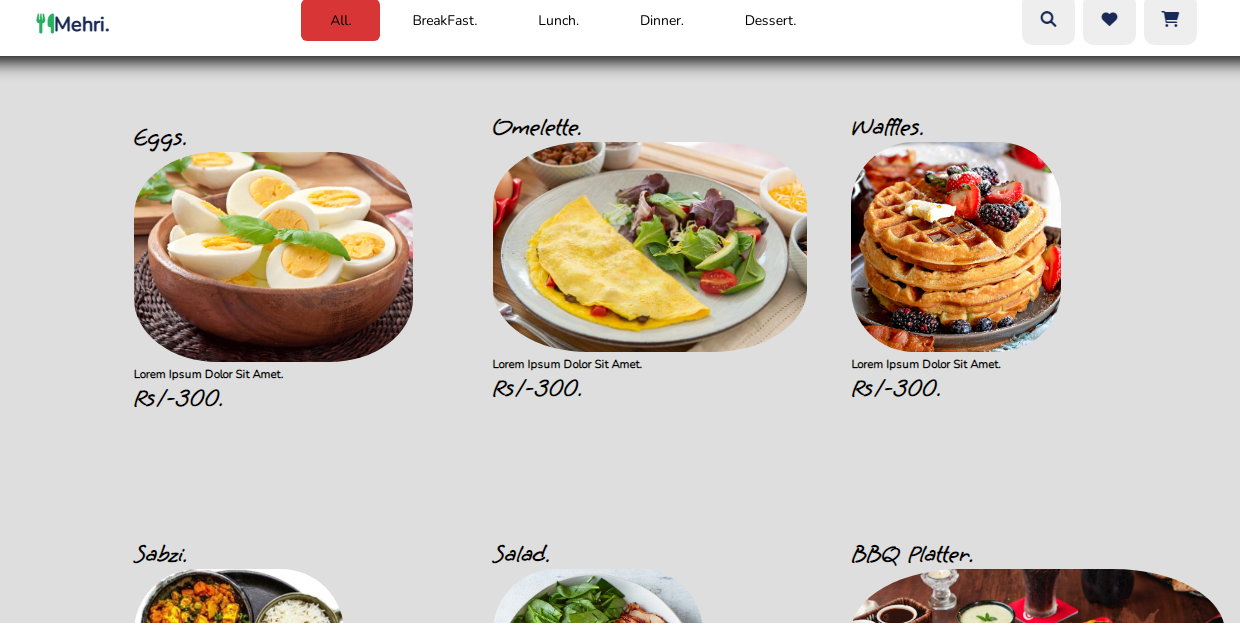 Mehri.
All.
BreakFast.
Lunch.
Dinner.
Dessert.
Eggs.
Omelette.
Waffles.
Lorem Ipsum Dolor Sit Amet.
Lorem Ipsum Dolor Sit Amet.
Lorem Ipsum Dolor Sit Amet.
Rs/-300.
Rs/-300.
Rs/-300.
Sabzi.
Salad.
BBQ Platter.